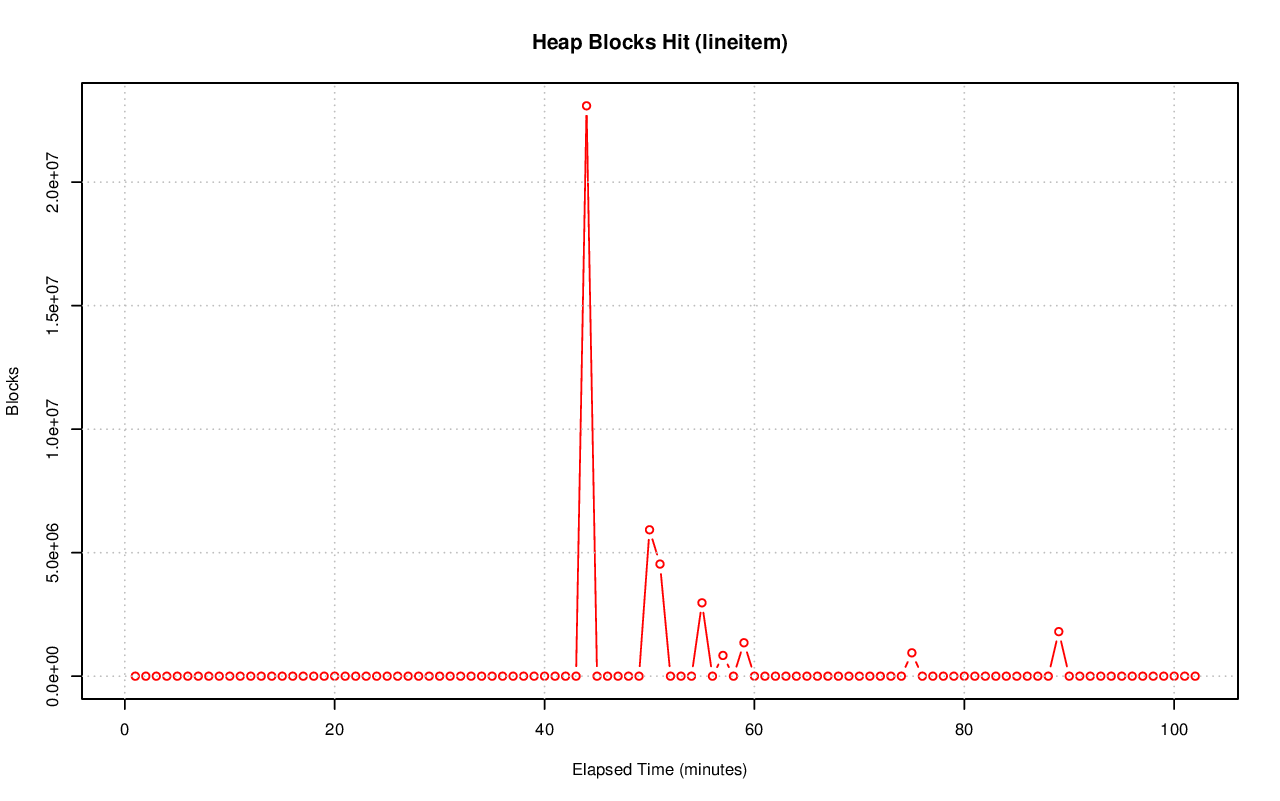 Heap Blocks Hit (lineitem)
Blocks
2.0e+07
1.5e+07
1.0e+07
5.0e+06
0.0e+00
0 20 40 60 80 100
Elapsed Time (minutes)